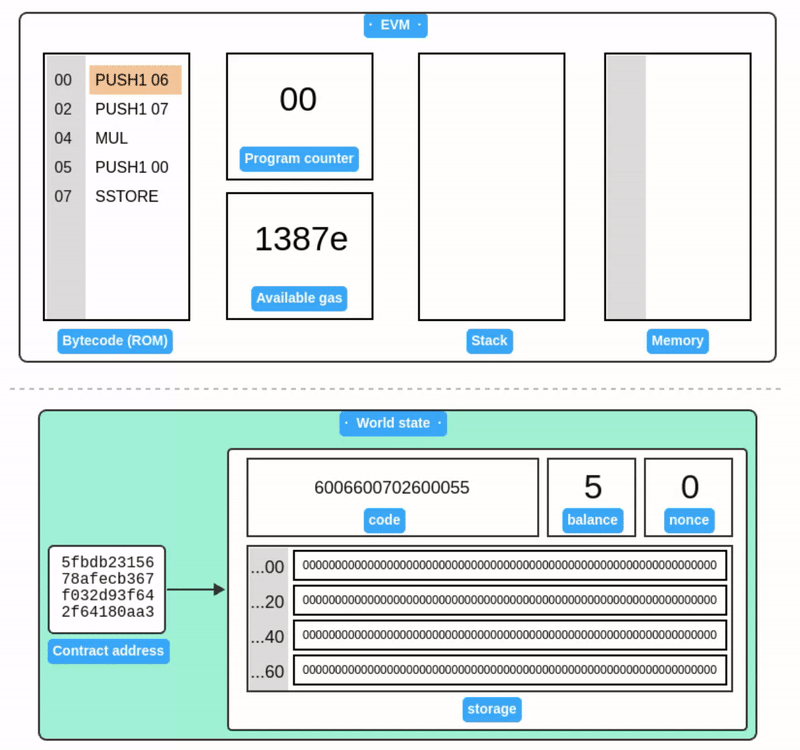 · EVM ·
00 PUSH1 06
02 PUSH1 07
04 MUL
05 PUSH1 00
07 SSTORE
Bytecode (ROM)
00
Program counter
1387e
Available gas
Stack
Memory
· World state ·
5fbdb23156
78afecb367
f032d93f64
2f64180aa3
Contract address
6006600702600055
code
5
balance
0
nonce
...00 0000000000000000000000000000000000000000000000000000000000000000
...20 0000000000000000000000000000000000000000000000000000000000000000
...40 0000000000000000000000000000000000000000000000000000000000000000
...60 0000000000000000000000000000000000000000000000000000000000000000
storage